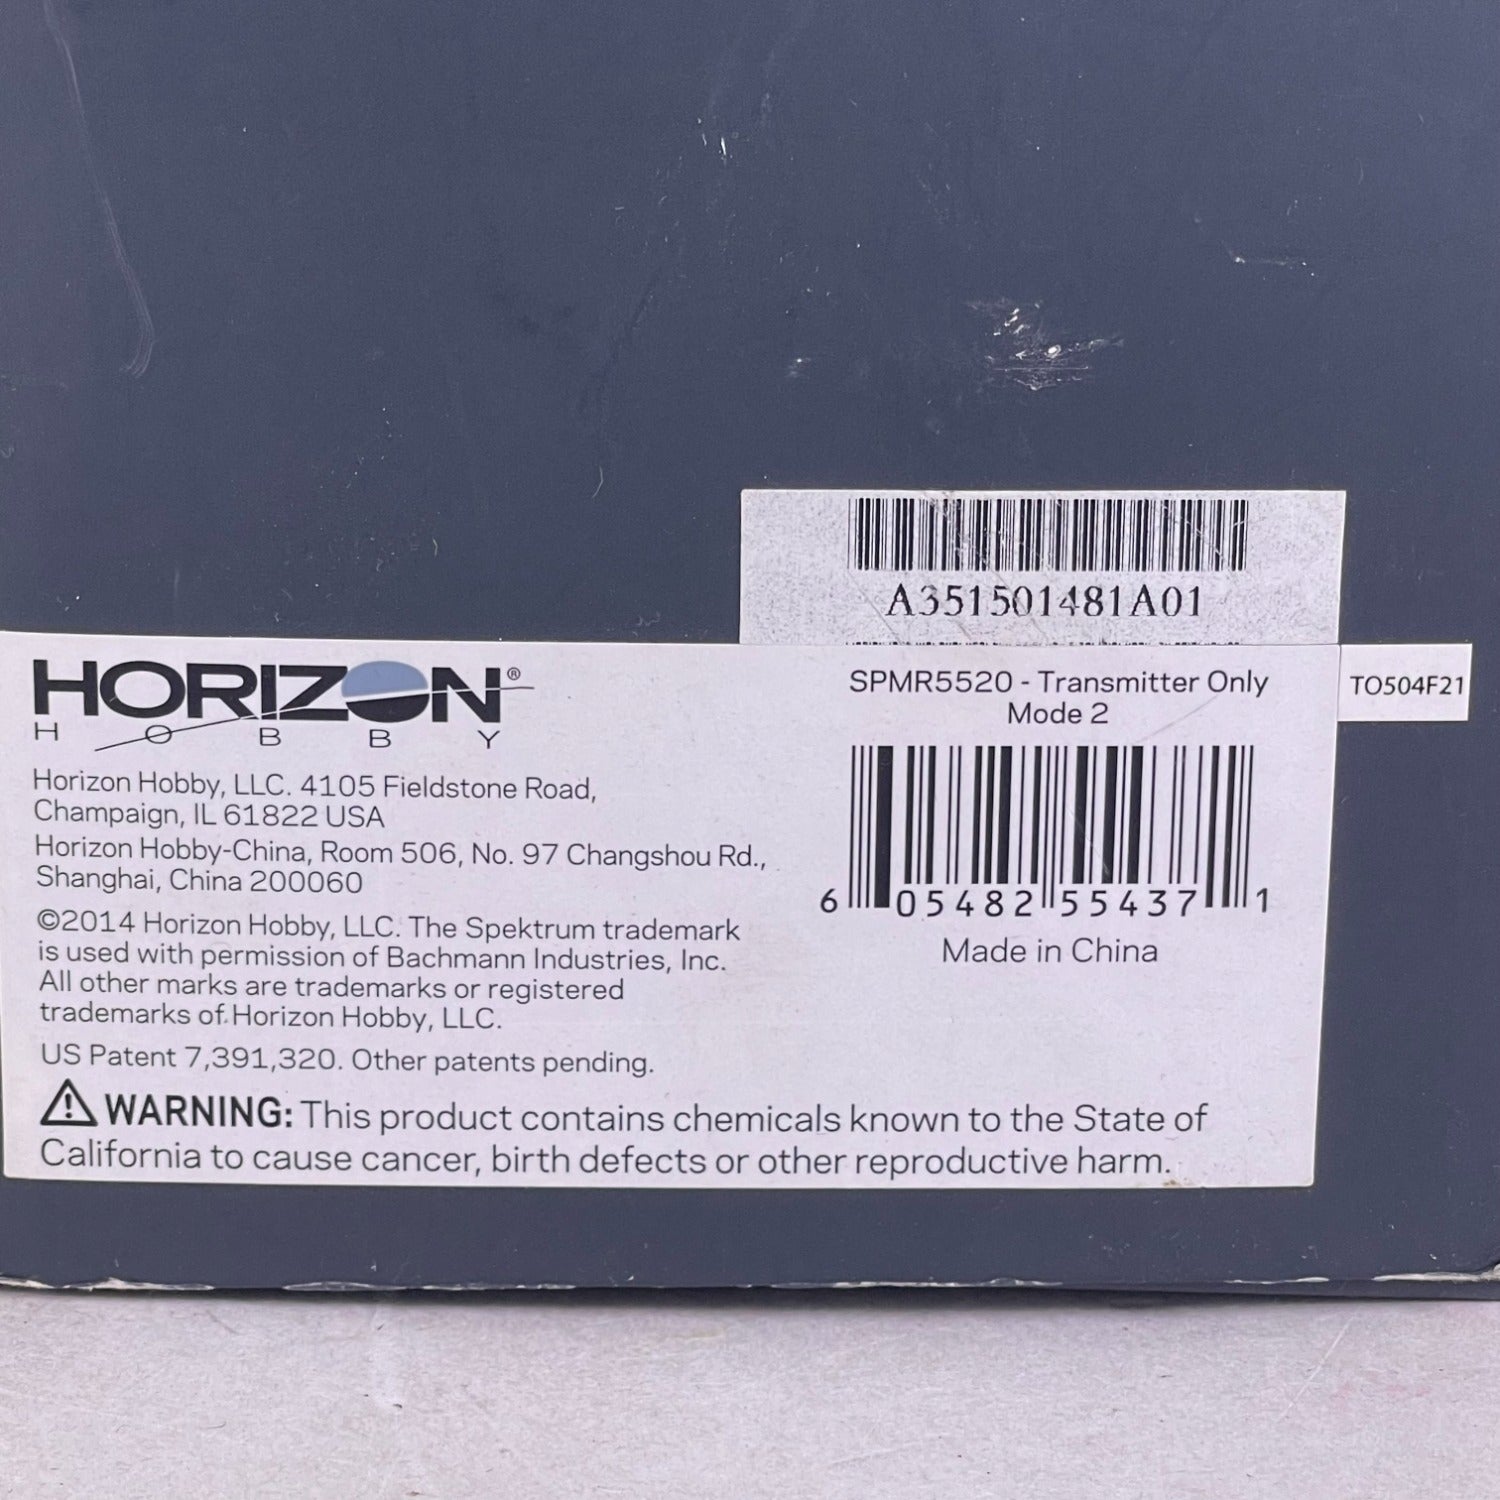 A351501481A01
HORIZON®
HOBBY
SPMR5520 - Transmitter Only
Mode 2
TO504F21
Horizon Hobby, LLC. 4105 Fieldstone Road,
Champaign, IL 61822 USA
Horizon Hobby-China, Room 506, No. 97 Changshou Rd.,
Shanghai, China 200060
©2014 Horizon Hobby, LLC. The Spektrum trademark
is used with permission of Bachmann Industries, Inc.
All other marks are trademarks or registered
trademarks of Horizon Hobby, LLC.
US Patent 7,391,320. Other patents pending.
6 05482 55437 1
Made in China
⚠ WARNING: This product contains chemicals known to the State of
California to cause cancer, birth defects or other reproductive harm.